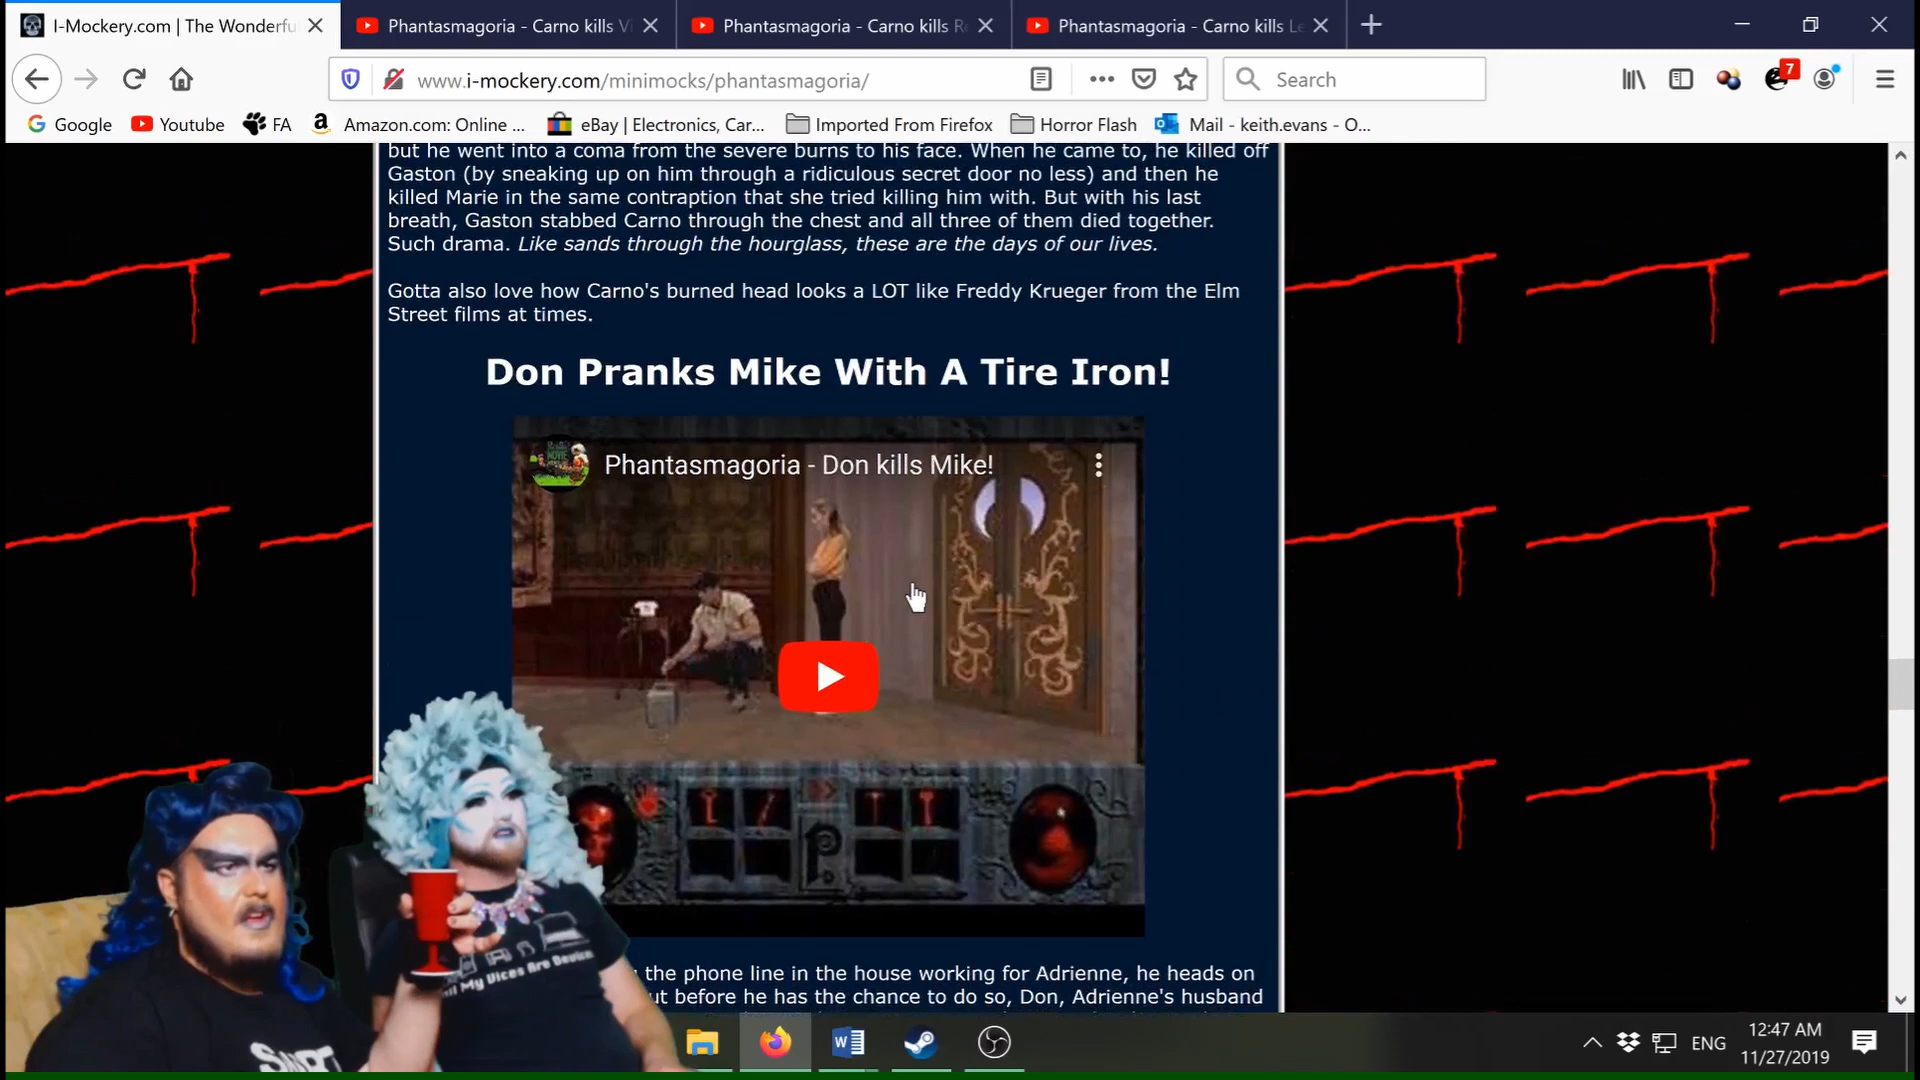 I-Mockery.com | The Wonderfu
Phantasmagoria - Carno kills Vi
Phantasmagoria - Carno kills Re
Phantasmagoria - Carno kills Le
www.i-mockery.com/minimocks/phantasmagoria/
Search
7
Google
Youtube
FA
Amazon.com: Online ...
eBay | Electronics, Car...
Imported From Firefox
Horror Flash
Mail - keith.evans - O...
but he went into a coma from the severe burns to his face. When he came to, he killed off
Gaston (by sneaking up on him through a ridiculous secret door no less) and then he
killed Marie in the same contraption that she tried killing him with. But with his last
breath, Gaston stabbed Carno through the chest and all three of them died together.
Such drama. Like sands through the hourglass, these are the days of our lives.
Gotta also love how Carno's burned head looks a LOT like Freddy Krueger from the Elm
Street films at times.
Don Pranks Mike With A Tire Iron!
Phantasmagoria - Don kills Mike!
P
My Vices Are Device
the phone line in the house working for Adrienne, he heads on
ut before he has the chance to do so, Don, Adrienne's husband
ENG
12:47 AM
11/27/2019